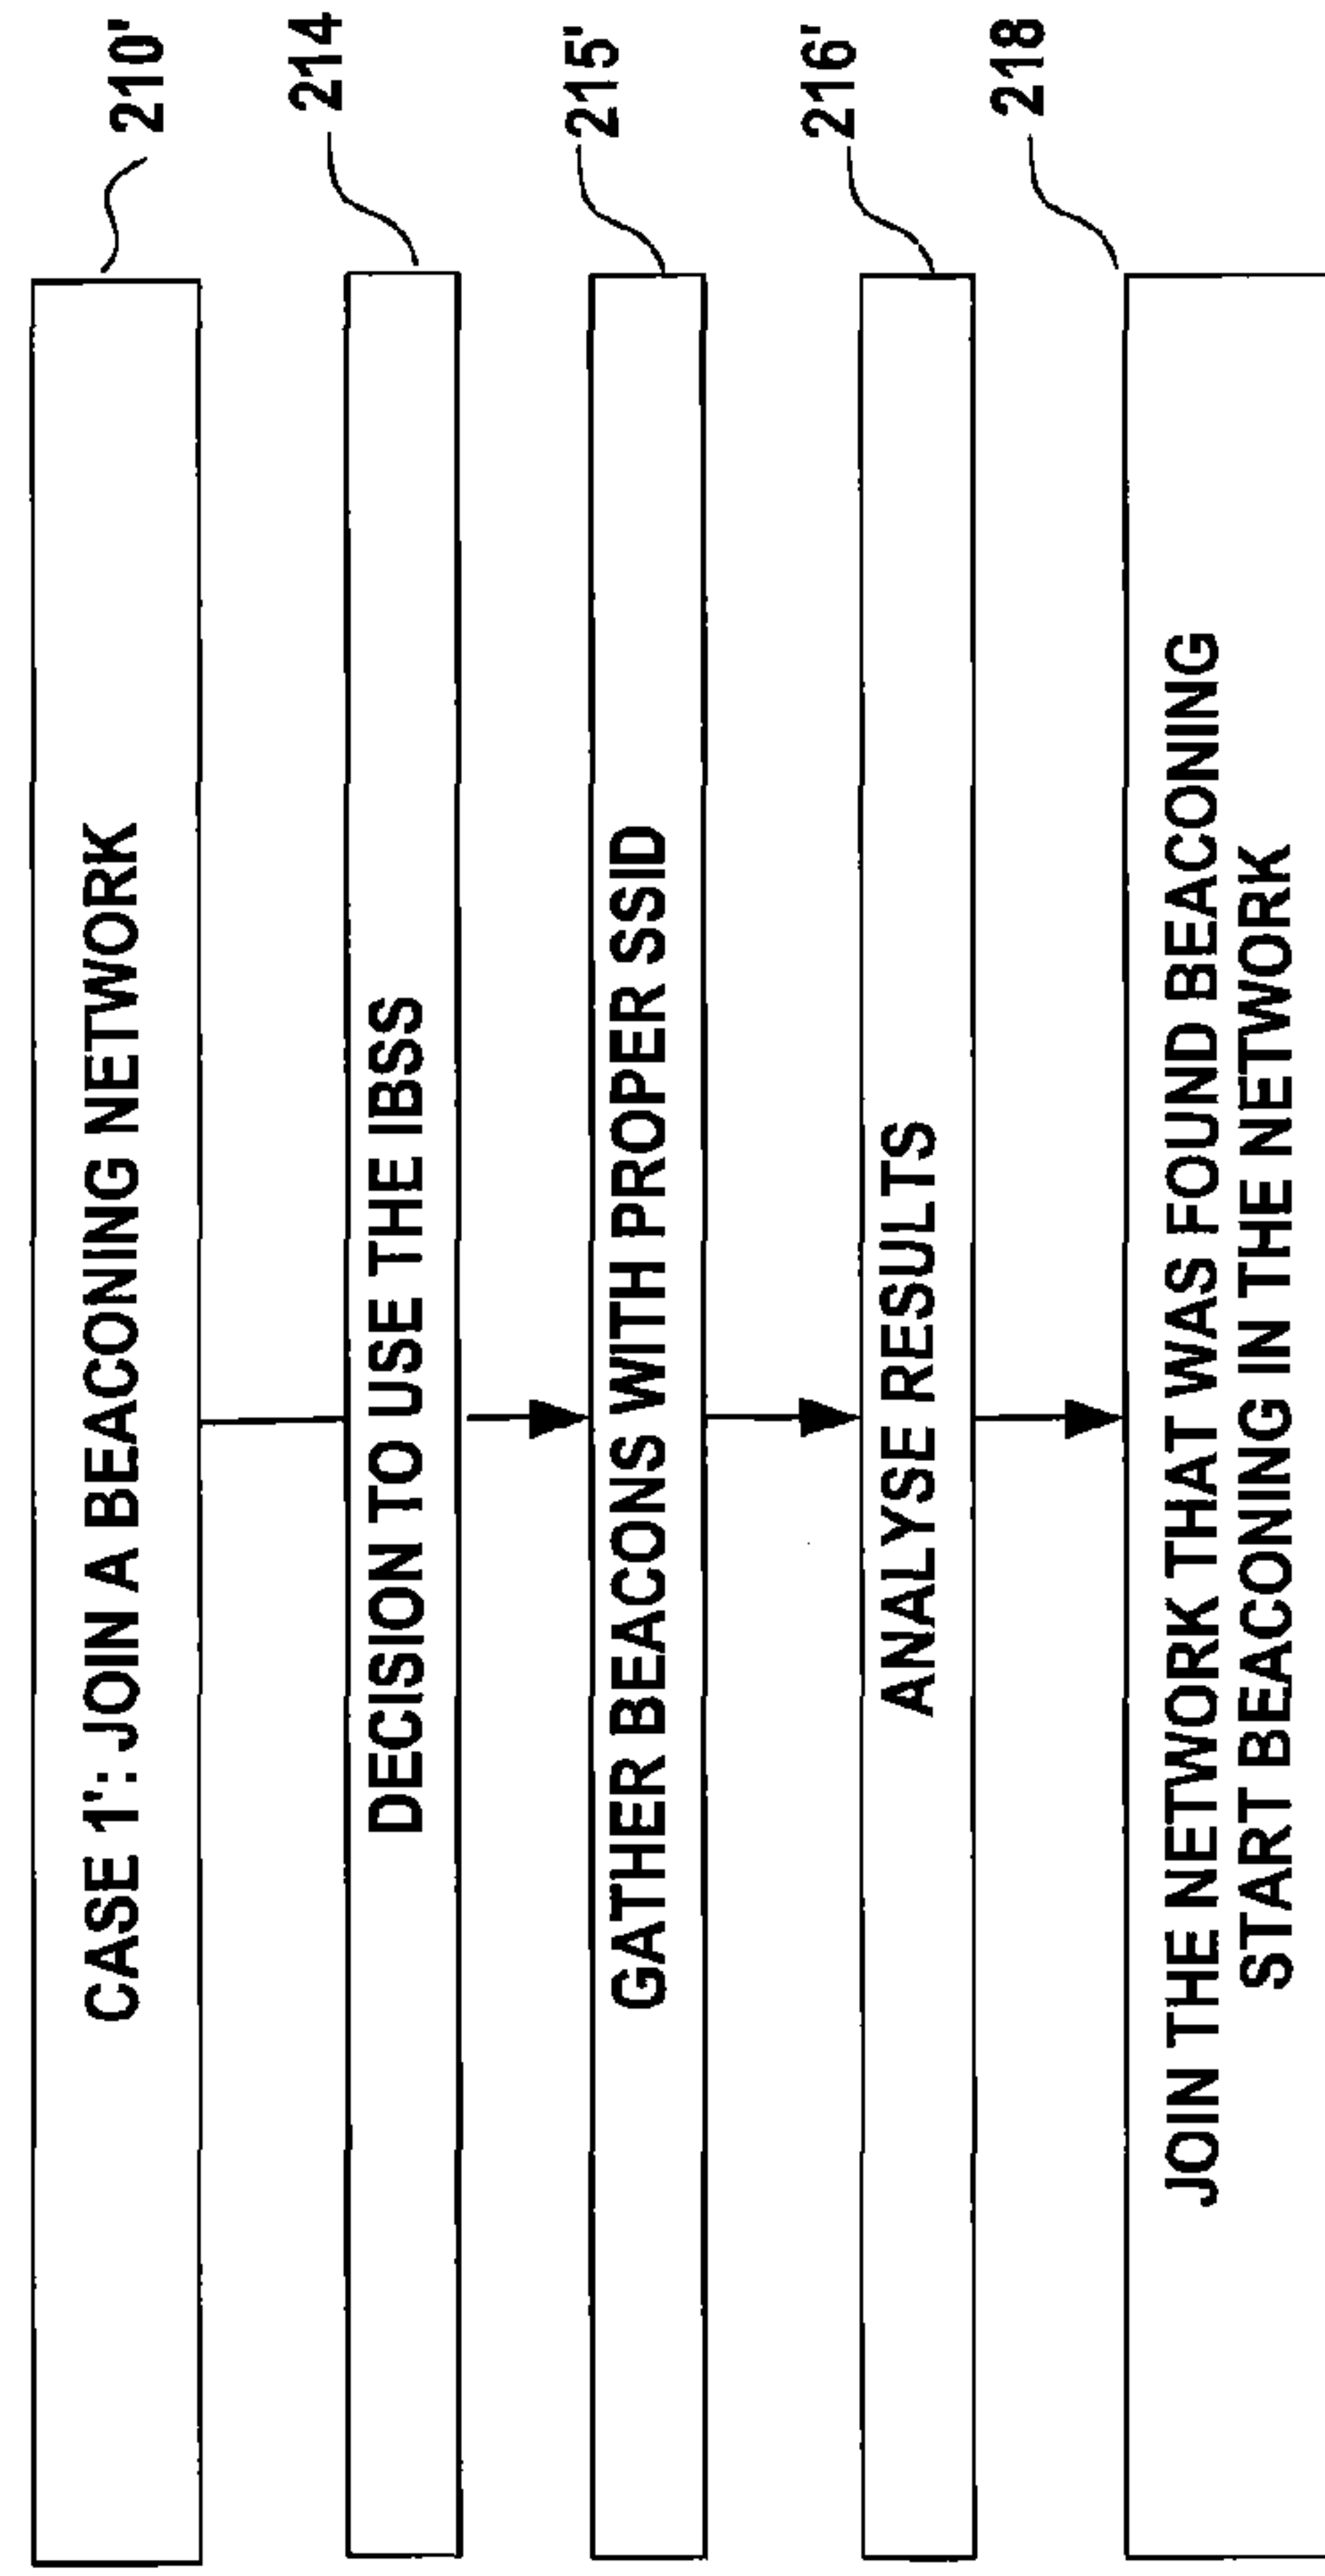 CASE 1': JOIN A BEACONING NETWORK
210'
DECISION TO USE THE IBSS
214
GATHER BEACONS WITH PROPER SSID
215'
ANALYSE RESULTS
216'
JOIN THE NETWORK THAT WAS FOUND BEACONING
START BEACONING IN THE NETWORK
218